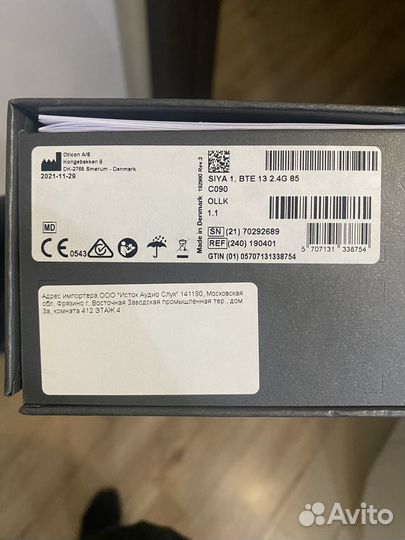 Oticon A/S
Kongebakken 9
DK-2765 Smørum - Denmark
2021-11-29
MD
CE 0543
Made in Denmark
192980 Rev.3
SIYA 1, BTE 13 2.4G 85
C090
OLLK
1.1
SN (21) 70292689
REF (240) 190401
GTIN (01) 05707131338754
5 707131 338754
Адрес импортера:ООО "Исток Аудио Слух" 141190, Московская
обл, Фрязино г, Восточная Заводская промышленная тер , дом
3а, комната 412 ЭТАЖ 4
Avito